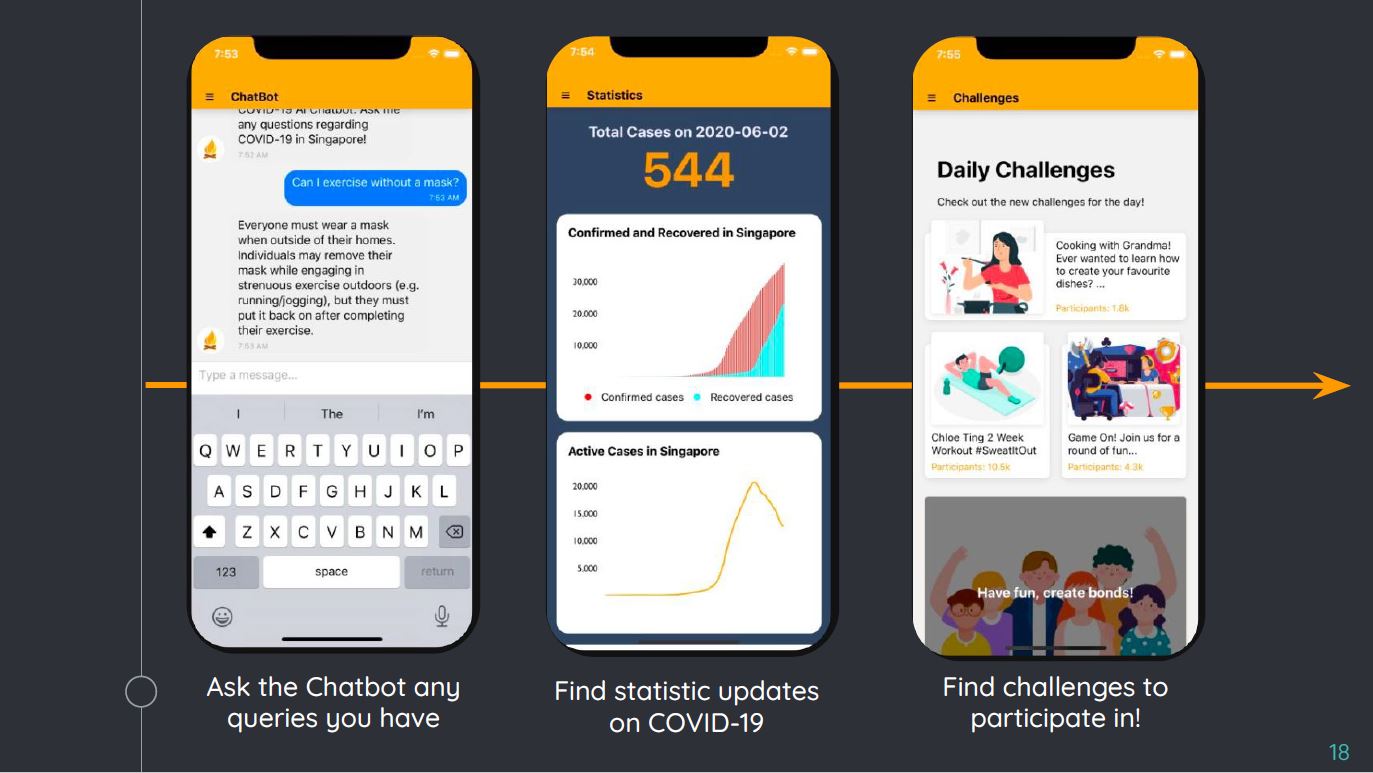 7:53
ChatBot
COVID-19 AI Chatbot. Ask me
any questions regarding
COVID-19 in Singapore!
7:52 AM
Can I exercise without a mask?
7:53 AM
Everyone must wear a mask
when outside of their homes.
Individuals may remove their
mask while engaging in
strenuous exercise outdoors (e.g.
running/jogging), but they must
put it back on after completing
their exercise.
7:53 AM
Type a message...
I The I'm
Q W E R T Y U I O P
A S D F G H J K L
Z X C V B N M
123 space return
Ask the Chatbot any
queries you have
7:54
Statistics
Total Cases on 2020-06-02
544
Confirmed and Recovered in Singapore
30,000
20,000
10,000
Confirmed cases Recovered cases
Active Cases in Singapore
20,000
15,000
10,000
5,000
Find statistic updates
on COVID-19
7:55
Challenges
Daily Challenges
Check out the new challenges for the day!
Cooking with Grandma!
Ever wanted to learn how
to create your favourite
dishes? ...
Participants: 1.8k
Chloe Ting 2 Week
Workout #SweatItOut
Participants: 10.5k
Game On! Join us for a
round of fun...
Participants: 4.3k
Have fun, create bonds!
Find challenges to
participate in!
18